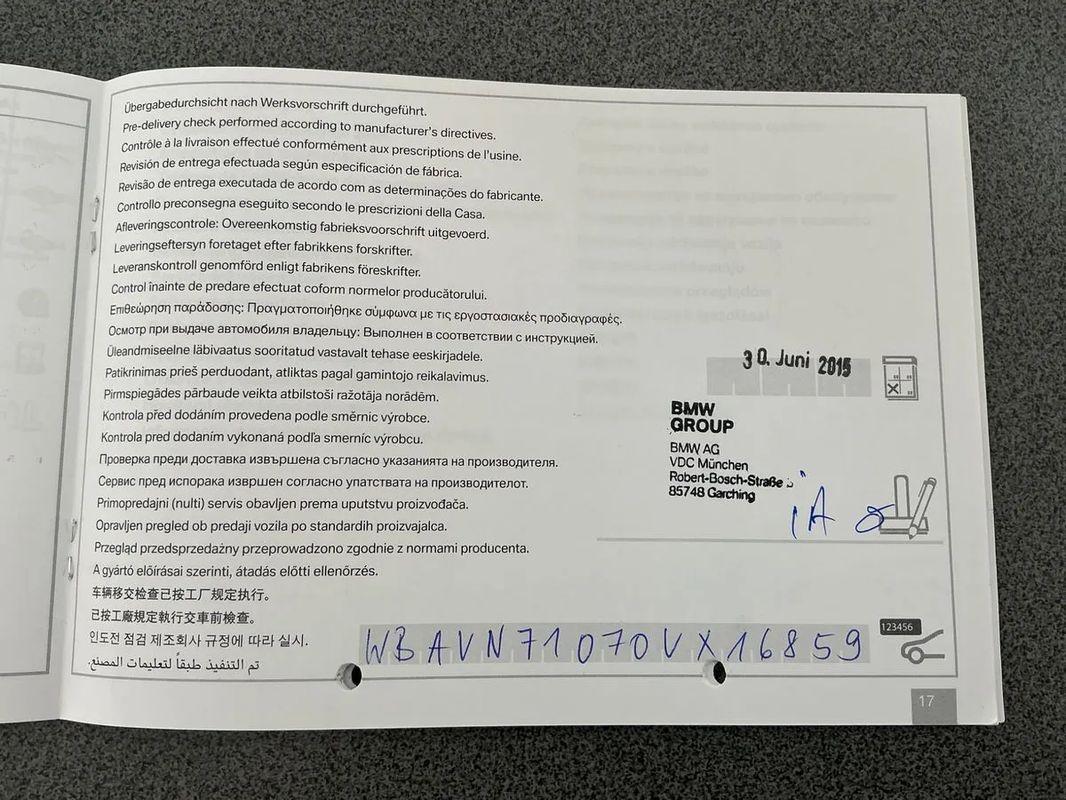 Übergabedurchsicht nach Werksvorschrift durchgeführt.
Pre-delivery check performed according to manufacturer's directives.
Contrôle à la livraison effectué conformément aux prescriptions de l'usine.
Revisión de entrega efectuada según especificación de fábrica.
Revisão de entrega executada de acordo com as determinações do fabricante.
Controllo preconsegna eseguito secondo le prescrizioni della Casa.
Afleveringscontrole: Overeenkomstig fabrieksvoorschrift uitgevoerd.
Leveringseftersyn foretaget efter fabrikkens forskrifter.
Leveranskontroll genomförd enligt fabrikens föreskrifter.
Control înainte de predare efectuat coform normelor producătorului.
Επιθεώρηση παράδοσης: Πραγματοποιήθηκε σύμφωνα με τις εργοστασιακές προδιαγραφές.
Осмотр при выдаче автомобиля владельцу: Выполнен в соответствии с инструкцией.
Üleandmiseelne läbivaatus sooritatud vastavalt tehase eeskirjadele.
Patikrinimas prieš perduodant, atliktas pagal gamintojo reikalavimus.
Pirmspiegādes pārbaude veikta atbilstoši ražotāja norādēm.
Kontrola před dodáním provedena podle směrnic výrobce.
Kontrola pred dodaním vykonaná podľa smerníc výrobcu.
Проверка преди доставка извършена съгласно указанията на производителя.
Сервис пред испорака извршен согласно упатствата на производителот.
Primopredajni (nulti) servis obavljen prema uputstvu proizvođača.
Opravljen pregled ob predaji vozila po standardih proizvajalca.
Przegląd przedsprzedażny przeprowadzono zgodnie z normami producenta.
A gyártó előírásai szerinti, átadás előtti ellenőrzés.
车辆移交检查已按工厂规定执行。
已按工廠規定執行交車前檢查。
인도전 점검 제조회사 규정에 따라 실시.
تم التنفيذ طبقاً لتعليمات المصنع.
30. Juni 2015
BMW
GROUP
BMW AG
VDC München
Robert-Bosch-Straße
85748 Garching
iA
123456
WBAVN71070VX16859
17